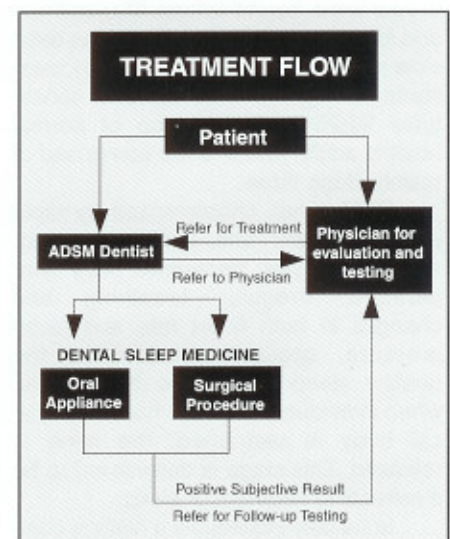 TREATMENT FLOW
Patient
Refer for Treatment
ADSM Dentist
Physician for
evaluation and
testing
Refer to Physician
DENTAL SLEEP MEDICINE
Oral
Appliance
Surgical
Procedure
Positive Subjective Result
Refer for Follow-up Testing